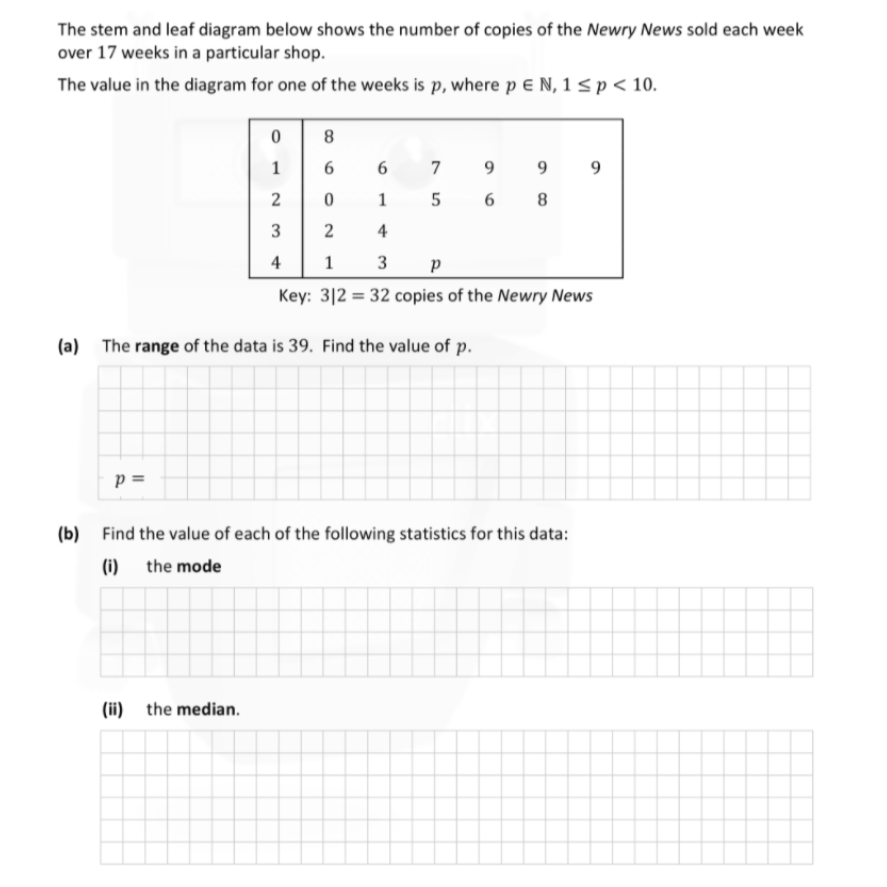 The stem and leaf diagram below shows the number of copies of the Newry News sold each week
over 17 weeks in a particular shop.
The value in the diagram for one of the weeks is p, where p ∈ ℕ, 1 ≤ p < 10.
0 8
1 6 6 7 9 9 9
2 0 1 5 6 8
3 2 4
4 1 3 p
Key: 3|2 = 32 copies of the Newry News
(a) The range of the data is 39. Find the value of p.
p =
(b) Find the value of each of the following statistics for this data:
(i) the mode
(ii) the median.